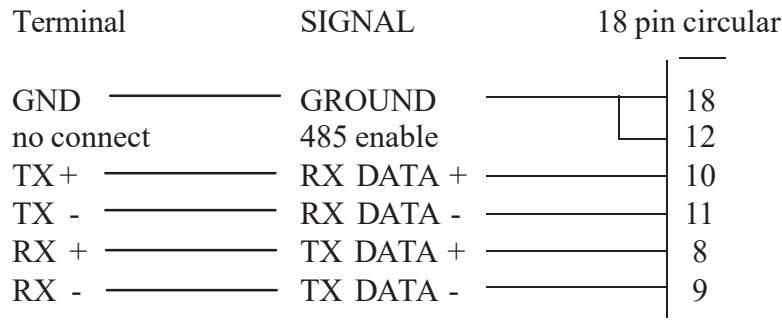 Terminal SIGNAL 18 pin circular
GND GROUND 18
no connect 485 enable 12
TX+ RX DATA + 10
TX - RX DATA - 11
RX + TX DATA + 8
RX - TX DATA - 9